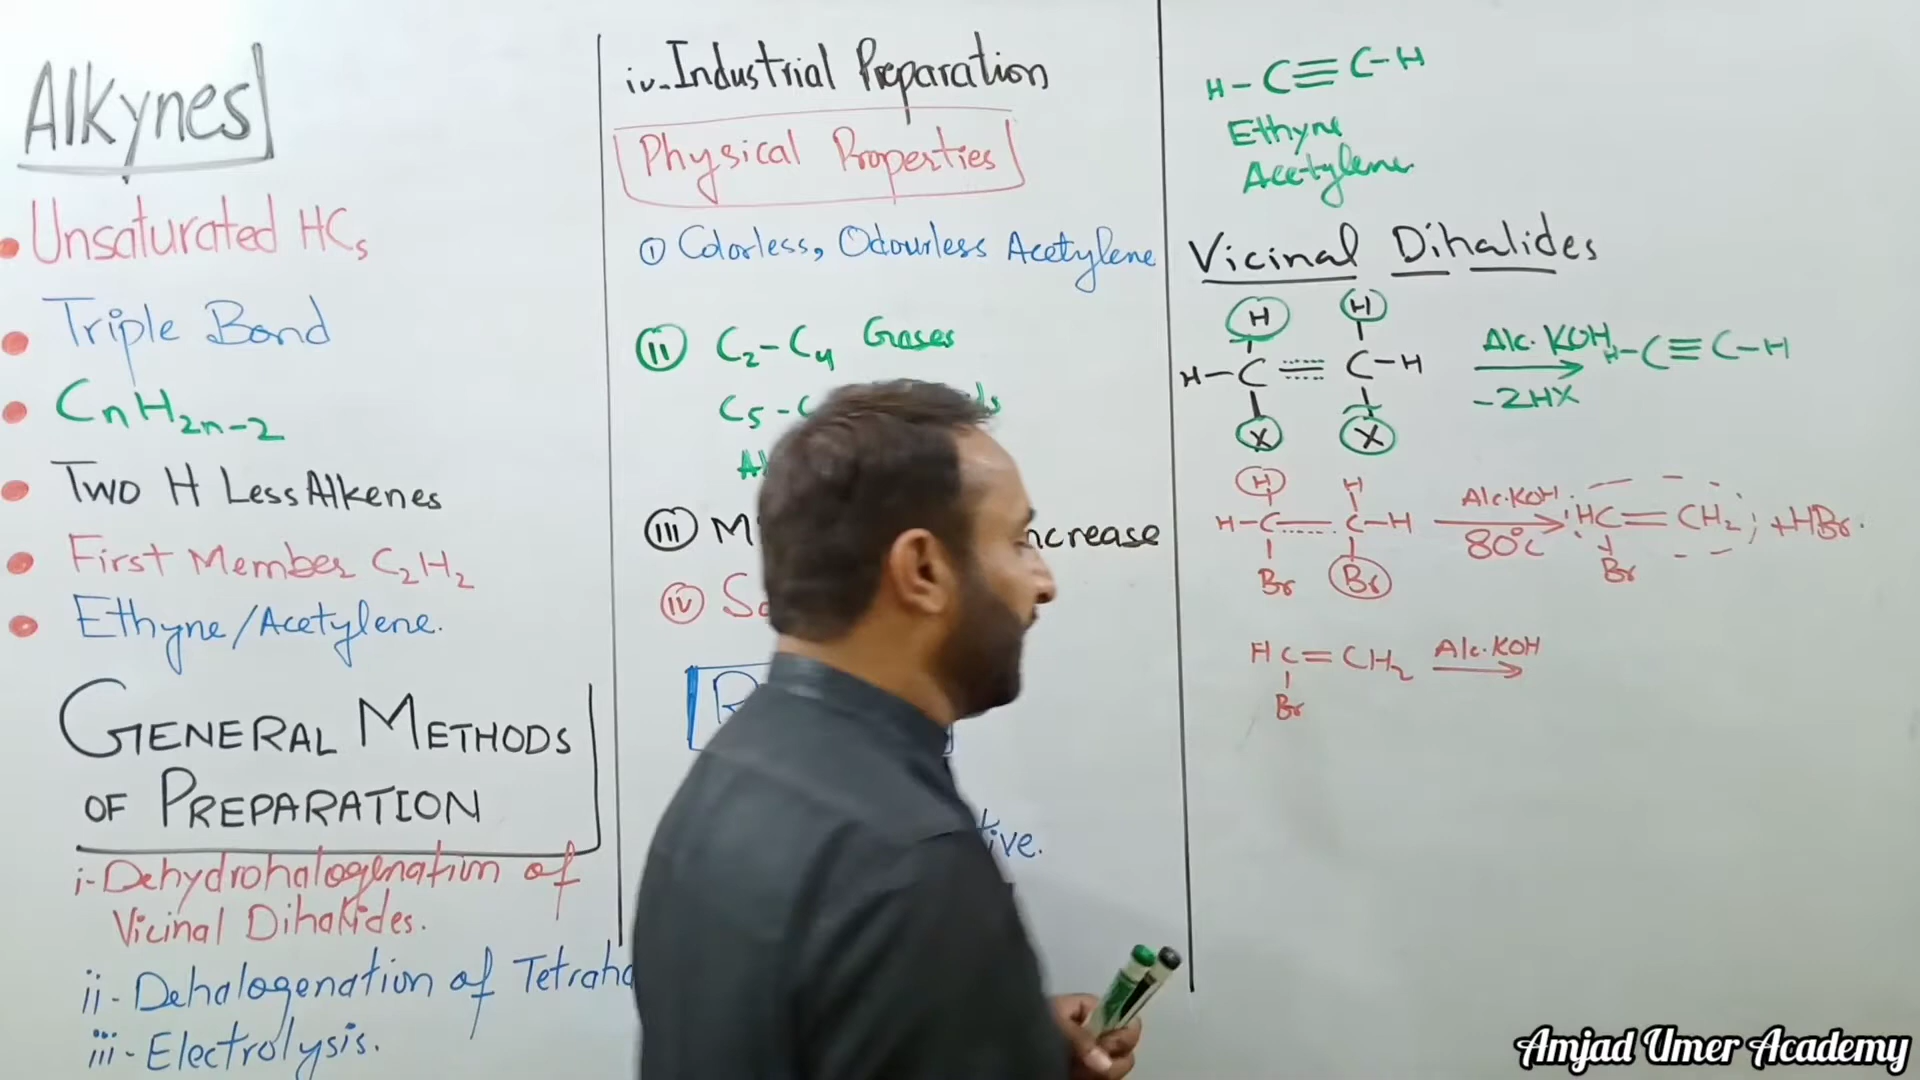 Alkynes
Unsaturated HCs
Triple Bond
CnH2n-2
Two H Less Alkenes
First Member C2H2
Ethyne/Acetylene.
GENERAL METHODS
OF PREPARATION
i- Dehydrohalogenation of
Vicinal Dihalides.
ii- Dehalogenation of
iii- Electrolysis.
iv. Industrial Preparation
Physical Properties
① Colorless, Odourless Acetylene
(ii) C2-C4 Gases
C5-
(iii)
(iv)
H-C≡C-H
Ethyne
Acetylene
Vicinal Dihalides
H H
H-C C-H Alc. KOH H-C≡C-H
X X -2HX
H H
H-C-C-H Alc.KOH HC=CH2 + HBr.
80°C
Br Br Br
HC=CH2 Alc.KOH
Br
Amjad Umer Academy